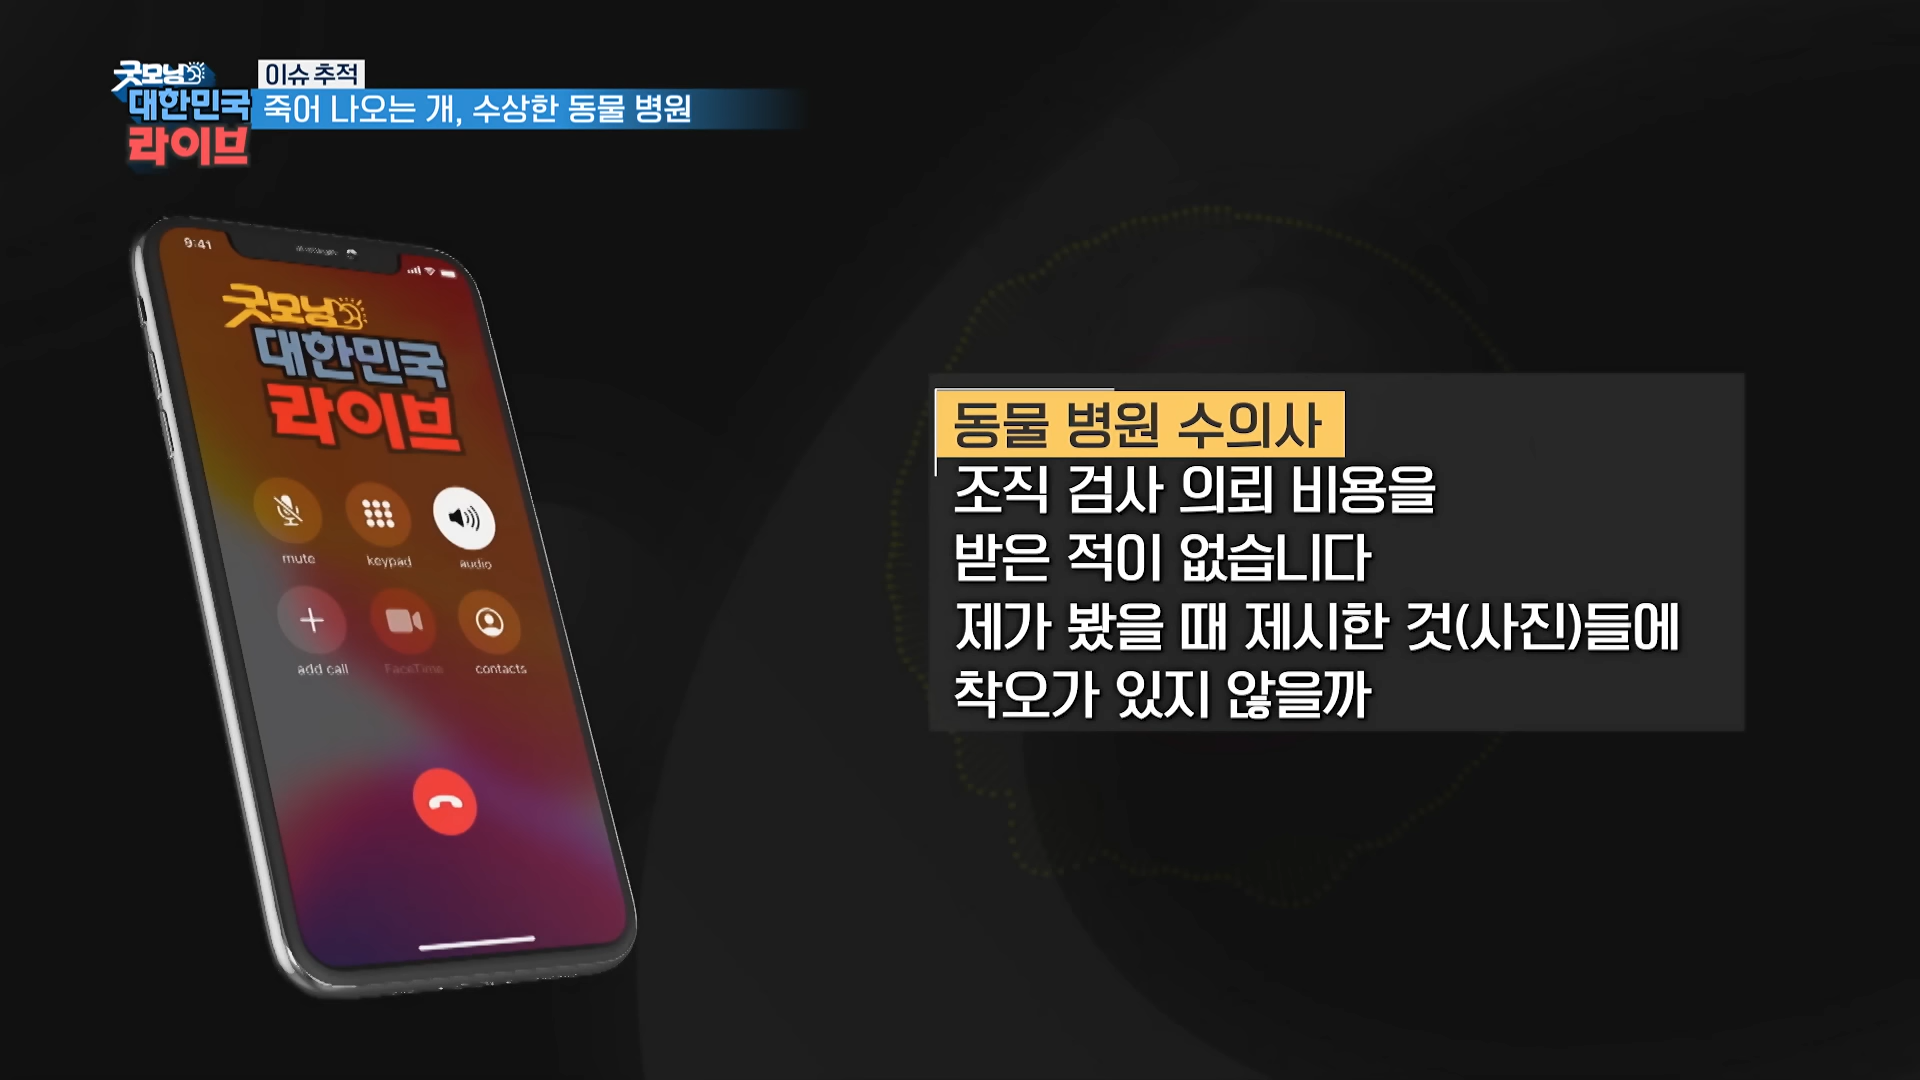 굿모닝
대한민국
라이브
이슈 추적
죽어 나오는 개, 수상한 동물 병원
9:41
굿모닝
대한민국
라이브
mute
keypad
audio
add call
FaceTime
contacts
동물 병원 수의사
조직 검사 의뢰 비용을
받은 적이 없습니다
제가 봤을 때 제시한 것(사진)들에
착오가 있지 않을까